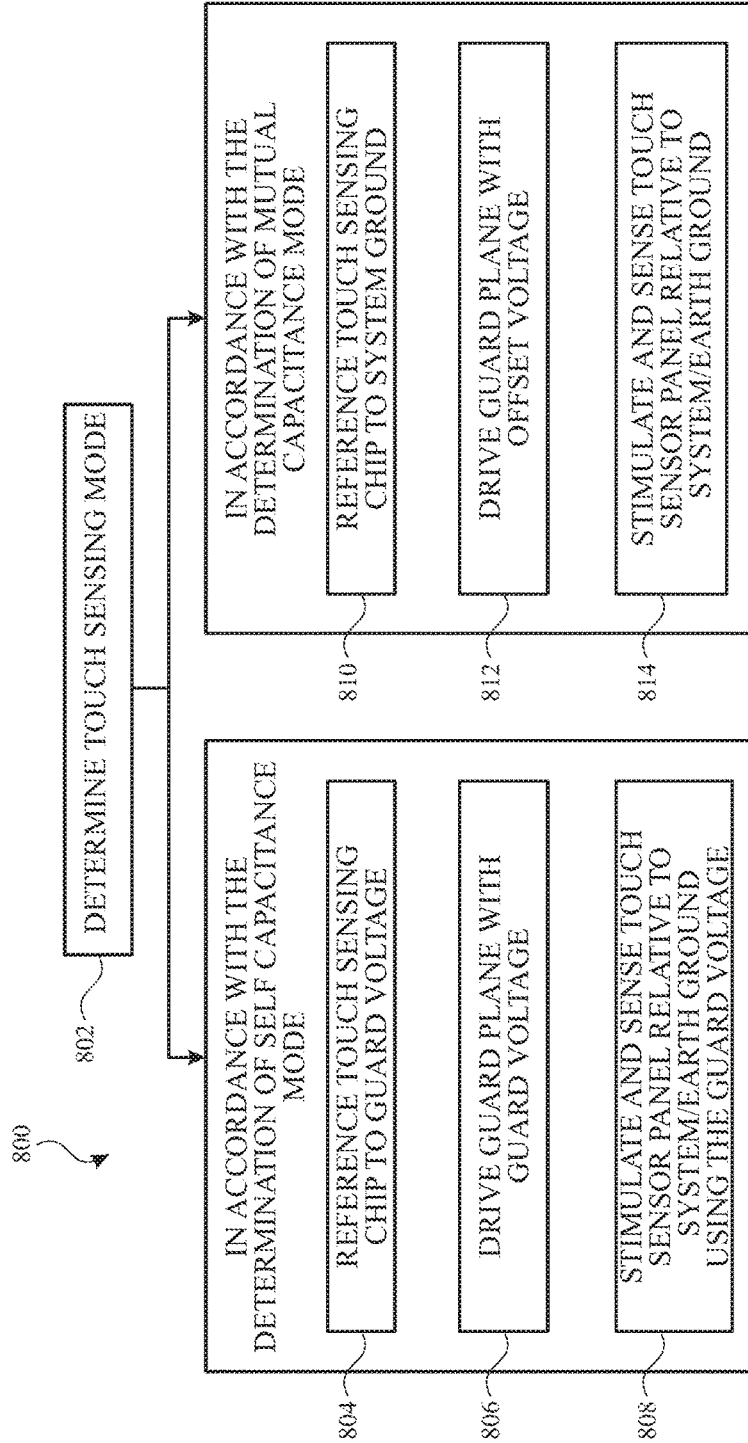 800
DETERMINE TOUCH SENSING MODE
802
IN ACCORDANCE WITH THE
DETERMINATION OF SELF CAPACITANCE
MODE
REFERENCE TOUCH SENSING
CHIP TO GUARD VOLTAGE
804
DRIVE GUARD PLANE WITH
GUARD VOLTAGE
806
STIMULATE AND SENSE TOUCH
SENSOR PANEL RELATIVE TO
SYSTEM/EARTH GROUND
USING THE GUARD VOLTAGE
808
IN ACCORDANCE WITH THE
DETERMINATION OF MUTUAL
CAPACITANCE MODE
REFERENCE TOUCH SENSING
CHIP TO SYSTEM GROUND
810
DRIVE GUARD PLANE WITH
OFFSET VOLTAGE
812
STIMULATE AND SENSE TOUCH
SENSOR PANEL RELATIVE TO
SYSTEM/EARTH GROUND
814